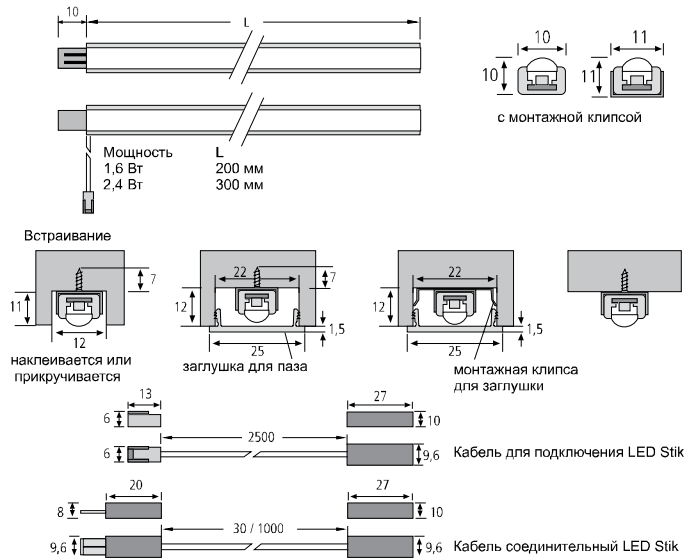 10
L
10
11
10
11
с монтажной клипсой
Мощность L
1,6 Вт 200 мм
2,4 Вт 300 мм
Встраивание
7
11
12
наклеивается или
прикручивается
22
7
12
1,5
25
заглушка для паза
22
12
1,5
25
монтажная клипса
для заглушки
13
27
6
10
2500
6
9,6
Кабель для подключения LED Stik
20
27
8
10
30 / 1000
9,6
9,6
Кабель соединительный LED Stik